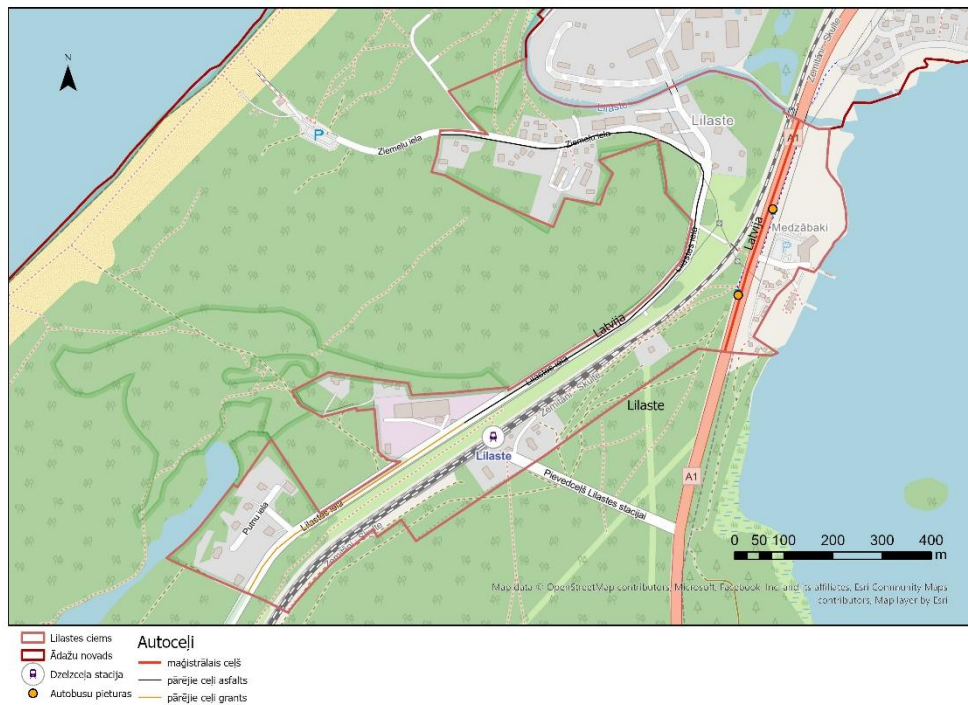 N
Zemitāni - Skulte
Lilaste
Lilaste
P
Ziemeļu iela
Ziemeļu iela
A1
Latvija
Medzābaki
P
Lilastes iela
Latvija
Lilastes iela
Zemitāni - Skulte
Lilaste
Lilaste
Pievedceļš Lilastes stacijai
A1
Putnu iela
Lilastes iela
Zemitāni - Skulte
0 50 100 200 300 400
m
Map data © OpenStreetMap contributors, Microsoft, Facebook, Inc. and its affiliates, Esri Community Maps
contributors, Map layer by Esri
Lilastes ciems
Ādažu novads
Dzelzceļa stacija
Autobusu pieturas
Autoceļi
maģistrālais ceļš
pārējie ceļi asfalts
pārējie ceļi grants